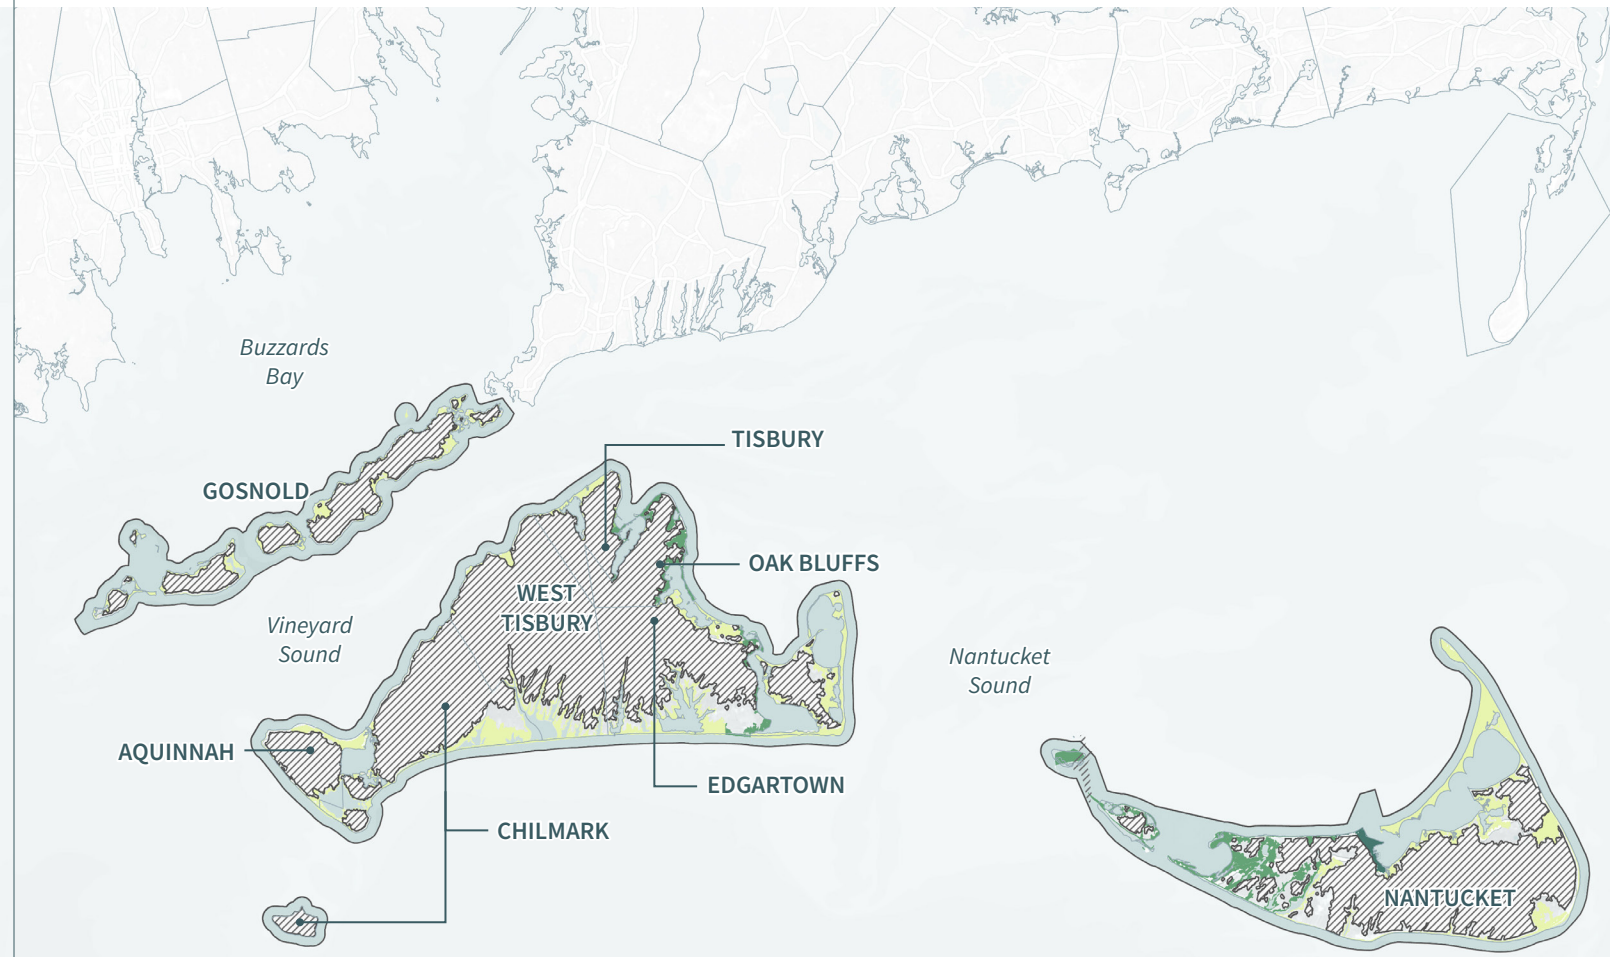 Buzzards
Bay
TISBURY
GOSNOLD
OAK BLUFFS
WEST
TISBURY
Vineyard
Sound
Nantucket
Sound
AQUINNAH
EDGARTOWN
CHILMARK
NANTUCKET